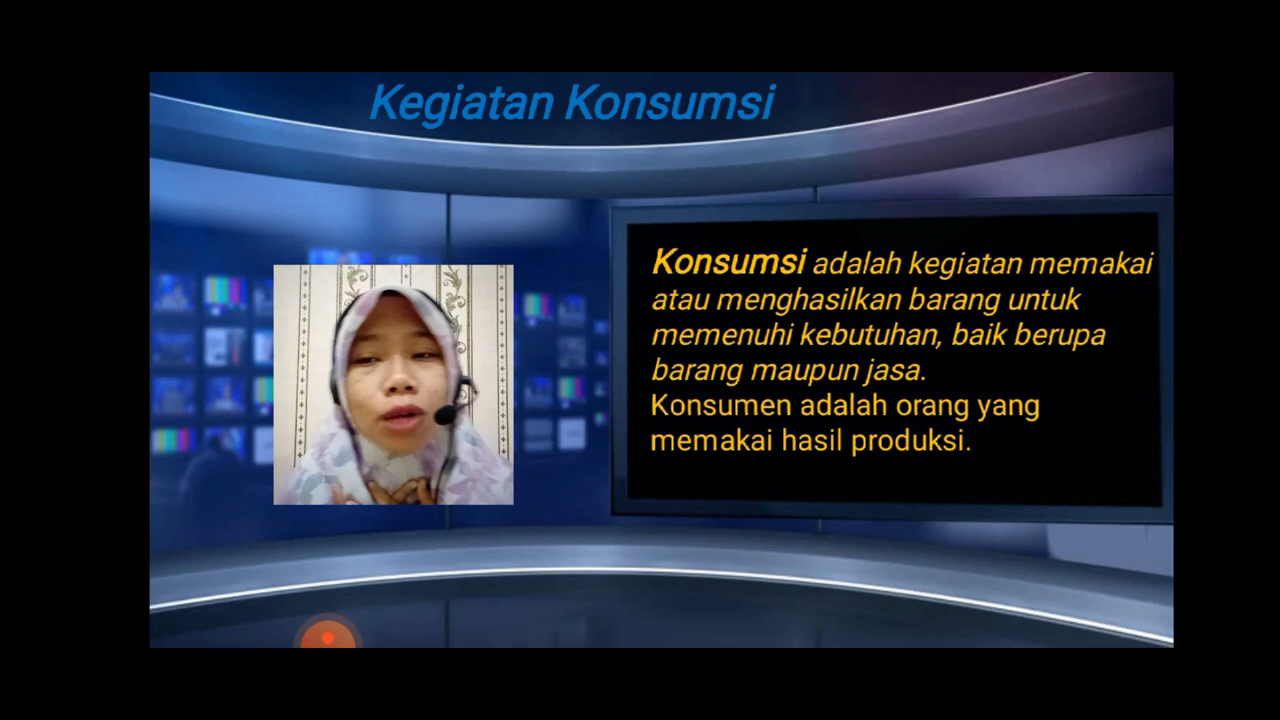 Kegiatan Konsumsi
Konsumsi adalah kegiatan memakai
atau menghasilkan barang untuk
memenuhi kebutuhan, baik berupa
barang maupun jasa.
Konsumen adalah orang yang
memakai hasil produksi.